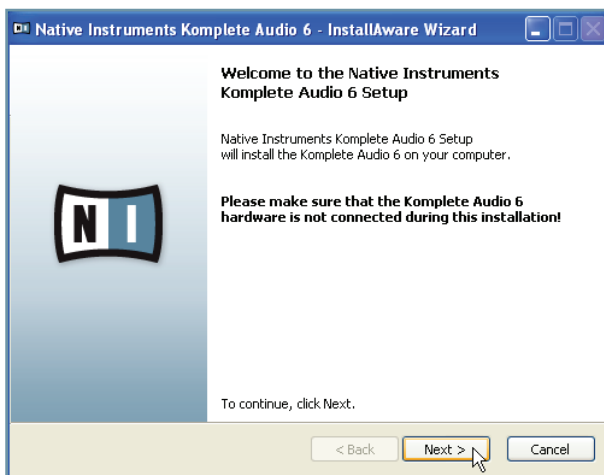 Native Instruments Komplete Audio 6 - InstallAware Wizard
Welcome to the Native Instruments
Komplete Audio 6 Setup
Native Instruments Komplete Audio 6 Setup
will install the Komplete Audio 6 on your computer.
Please make sure that the Komplete Audio 6
hardware is not connected during this installation!
NI
To continue, click Next.
< Back Next > Cancel